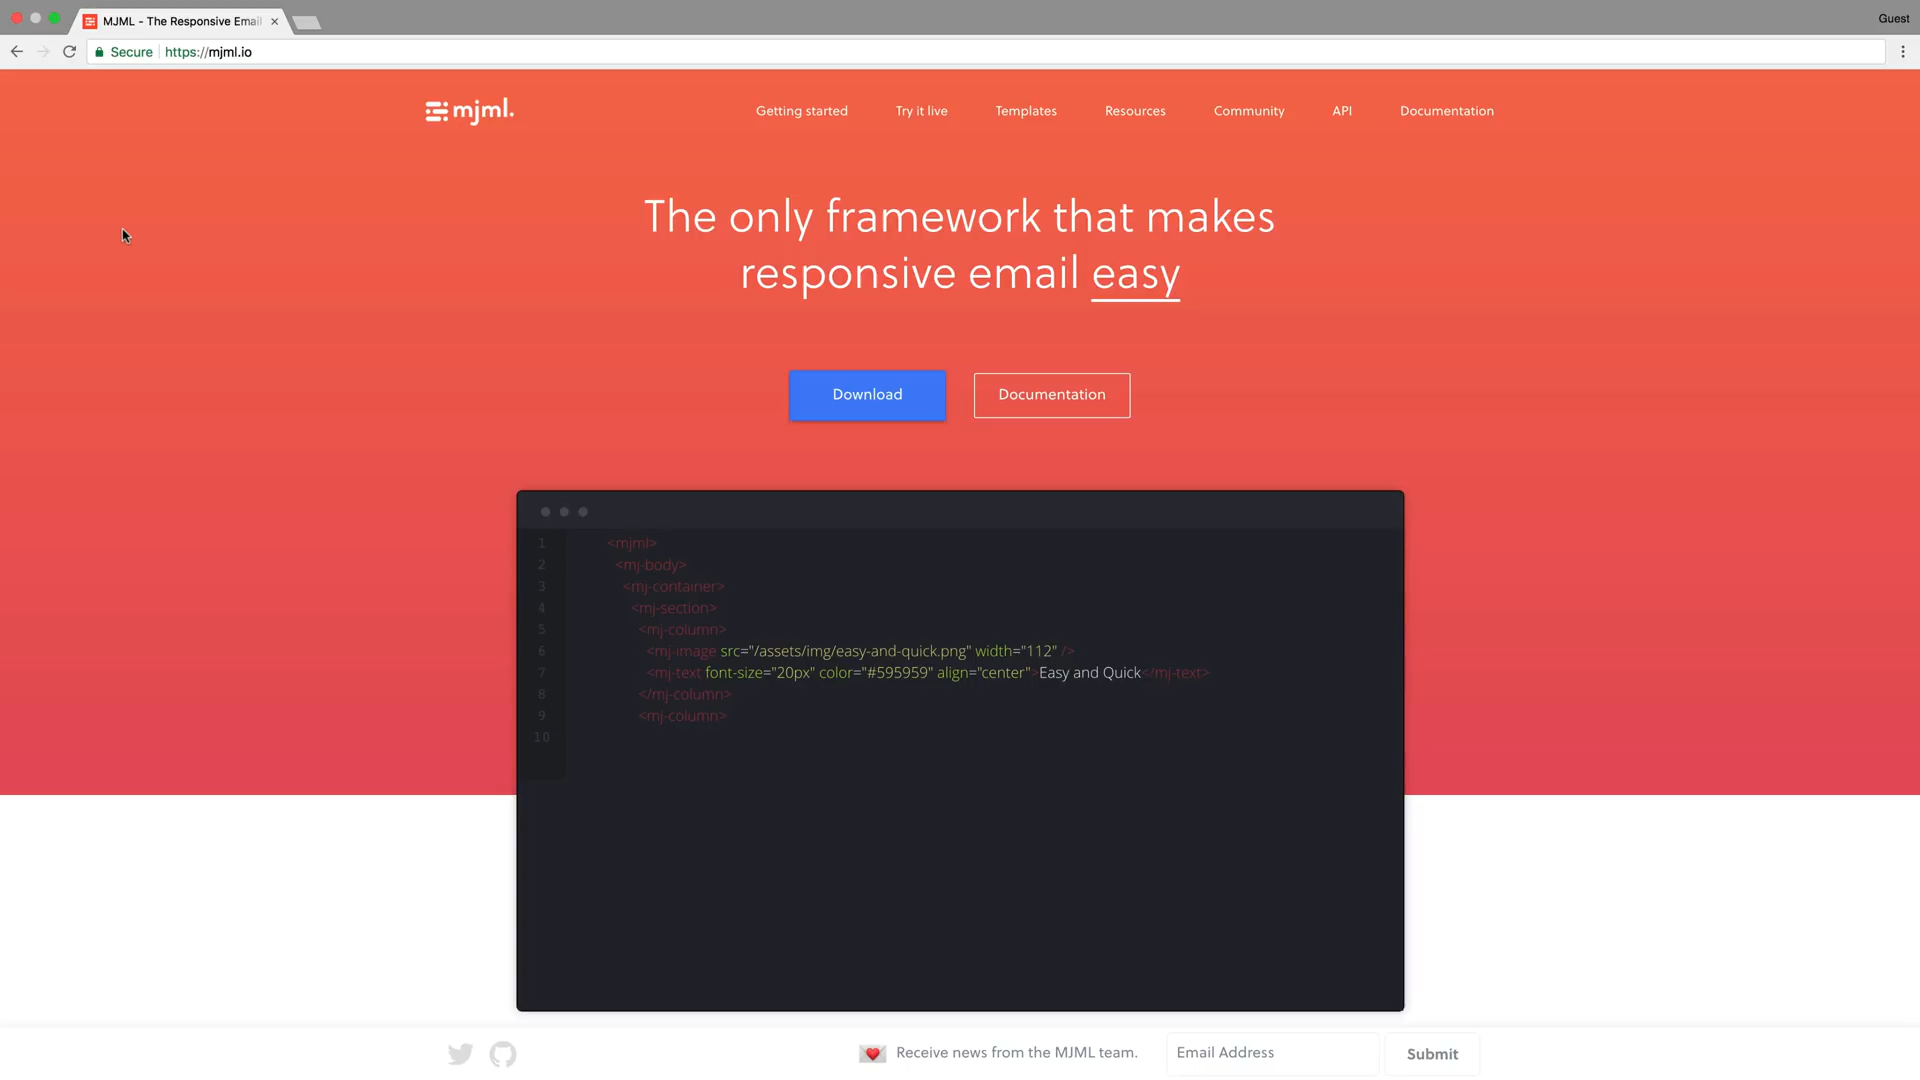 MJML - The Responsive Email
Guest
Secure https://mjml.io
mjml.
Getting started Try it live Templates Resources Community API Documentation
The only framework that makes
responsive email easy
Download Documentation
1 <mjml>
2 <mj-body>
3 <mj-container>
4 <mj-section>
5 <mj-column>
6 <mj-image src="/assets/img/easy-and-quick.png" width="112" />
7 <mj-text font-size="20px" color="#595959" align="center">Easy and Quick</mj-text>
8 </mj-column>
9 <mj-column>
10
Receive news from the MJML team. Email Address Submit